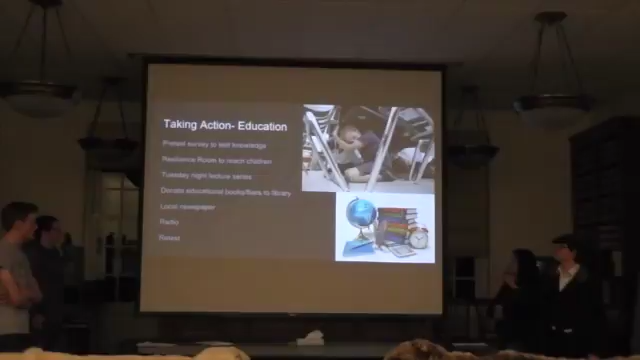 Taking Action- Education
Pretest survey to test knowledge
Resilience Room to teach children
Tuesday night lecture series
Donate educational books/fliers to library
Local newspaper
Radio
Retest